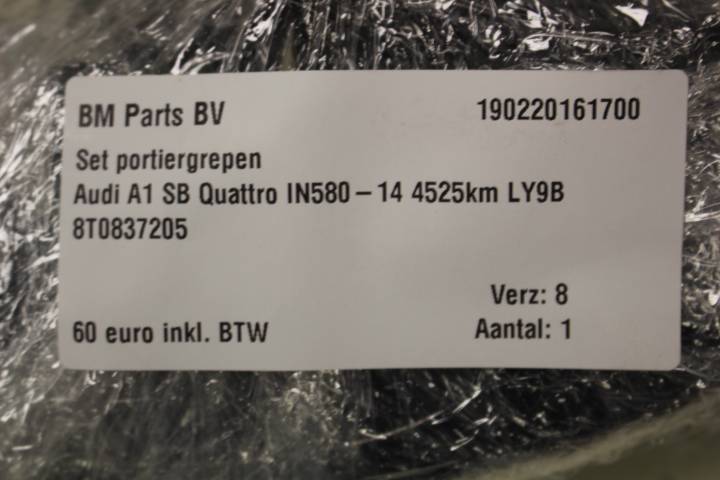 BM Parts BV 190220161700
Set portiergrepen
Audi A1 SB Quattro IN580 – 14 4525km LY9B
8T0837205
Verz: 8
60 euro inkl. BTW Aantal: 1